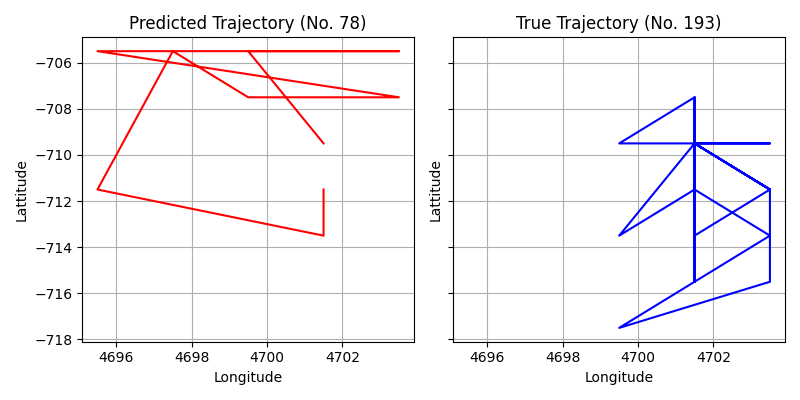 Predicted Trajectory (No. 78)
True Trajectory (No. 193)
Lattitude
−706
−708
−710
−712
−714
−716
−718
4696
4698
4700
4702
Longitude
Lattitude
4696
4698
4700
4702
Longitude